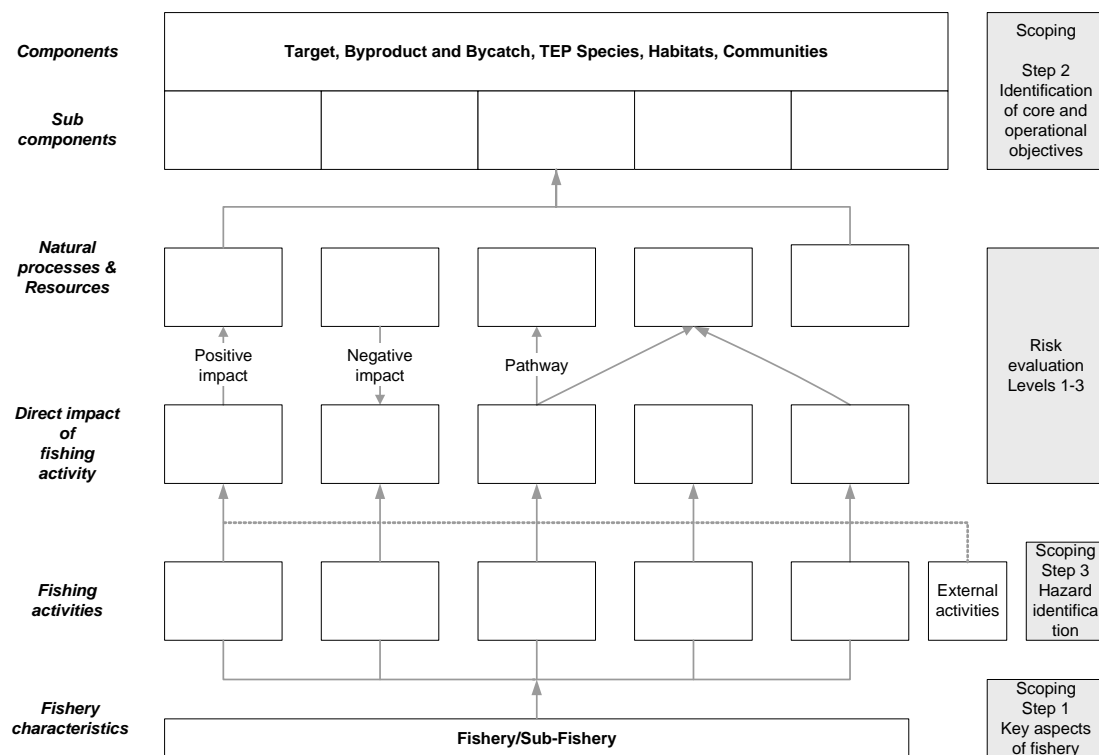 Components
Target, Byproduct and Bycatch, TEP Species, Habitats, Communities
Scoping
Step 2
Identification
of core and
operational
objectives
Sub
components
Natural
processes &
Resources
Positive
impact
Negative
impact
Pathway
Risk
evaluation
Levels 1-3
Direct impact
of
fishing
activity
Fishing
activities
External
activities
Scoping
Step 3
Hazard
identifica
tion
Fishery
characteristics
Fishery/Sub-Fishery
Scoping
Step 1
Key aspects
of fishery